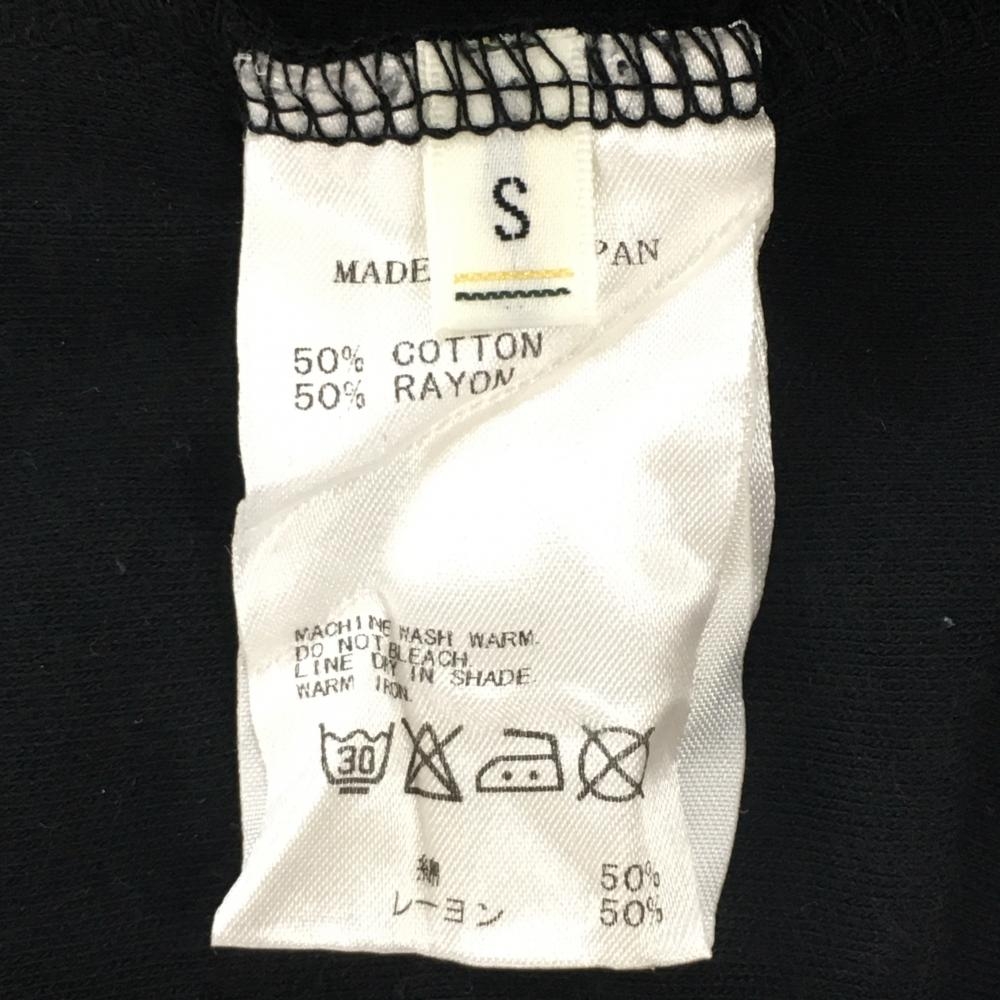 S
MADE PAN
50% COTTON
50% RAYON
MACHINE WASH WARM.
DO NOT BLEACH.
LINE DRY IN SHADE.
WARM IRON.
30
綿 50%
レーヨン 50%